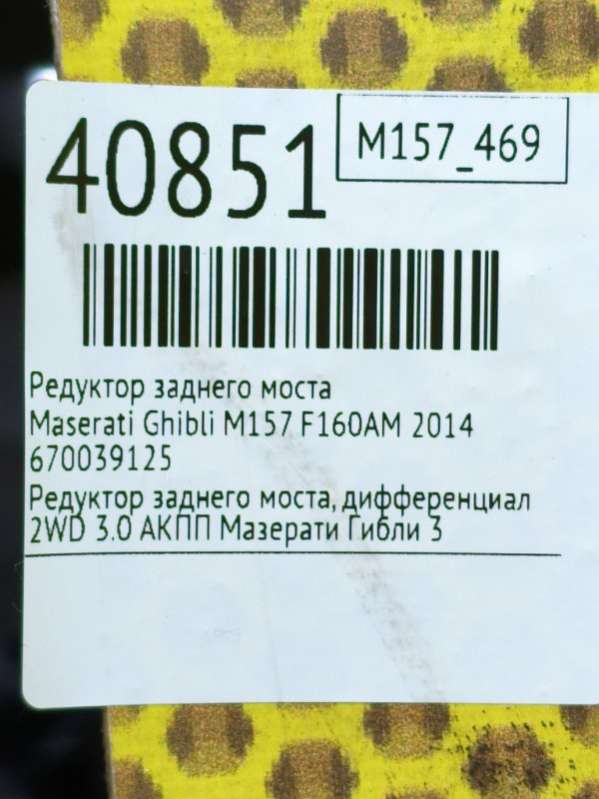 40851
M157_469
Редуктор заднего моста
Maserati Ghibli M157 F160AM 2014
670039125
Редуктор заднего моста, дифференциал
2WD 3.0 АКПП Мазерати Гибли 3